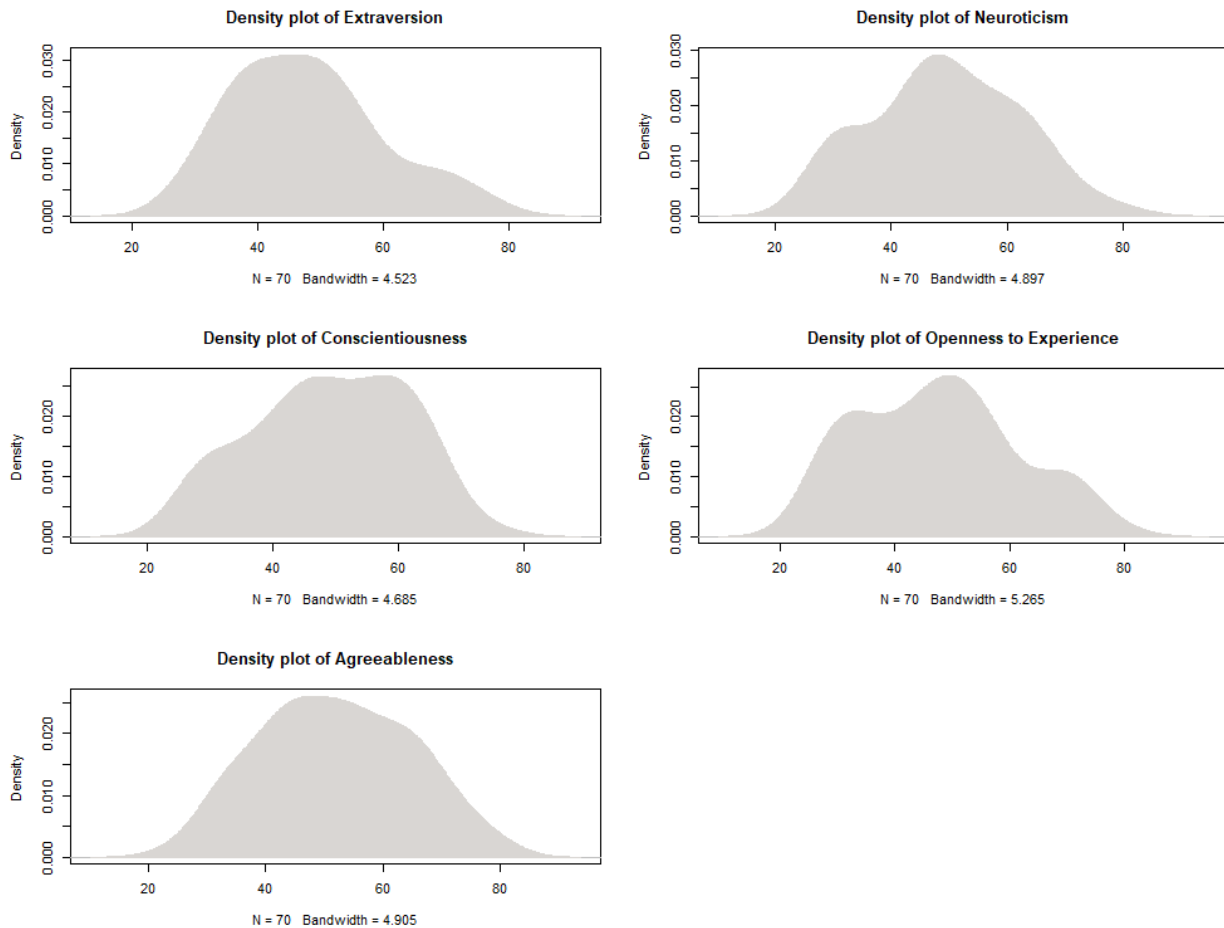 Density plot of Extraversion
Density
0.000 0.010 0.020 0.030
20 40 60 80
N = 70 Bandwidth = 4.523
Density plot of Neuroticism
Density
0.000 0.010 0.020 0.030
20 40 60 80
N = 70 Bandwidth = 4.897
Density plot of Conscientiousness
Density
0.000 0.010 0.020
20 40 60 80
N = 70 Bandwidth = 4.685
Density plot of Openness to Experience
Density
0.000 0.010 0.020
20 40 60 80
N = 70 Bandwidth = 5.265
Density plot of Agreeableness
Density
0.000 0.010 0.020
20 40 60 80
N = 70 Bandwidth = 4.905